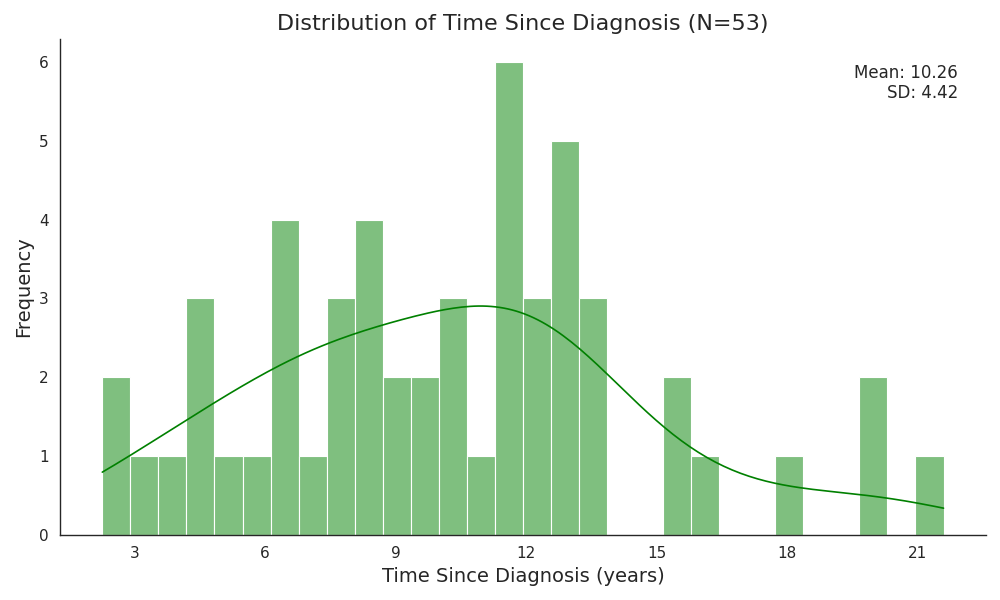 Distribution of Time Since Diagnosis (N=53)
Mean: 10.26
SD: 4.42
Frequency
6
5
4
3
2
1
0
3 6 9 12 15 18 21
Time Since Diagnosis (years)